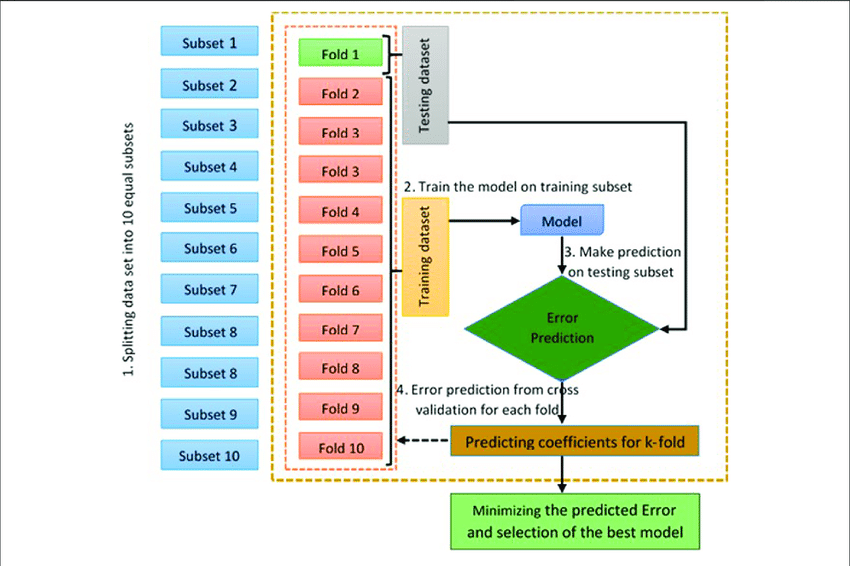 1. Splitting data set into 10 equal subsets
Subset 1
Subset 2
Subset 3
Subset 4
Subset 5
Subset 6
Subset 7
Subset 8
Subset 8
Subset 9
Subset 10
Fold 1
Fold 2
Fold 3
Fold 3
Fold 4
Fold 5
Fold 6
Fold 7
Fold 8
Fold 9
Fold 10
Testing dataset
Training dataset
2. Train the model on training subset
Model
3. Make prediction
on testing subset
Error
Prediction
4. Error prediction from cross
validation for each fold
Predicting coefficients for k-fold
Minimizing the predicted Error
and selection of the best model